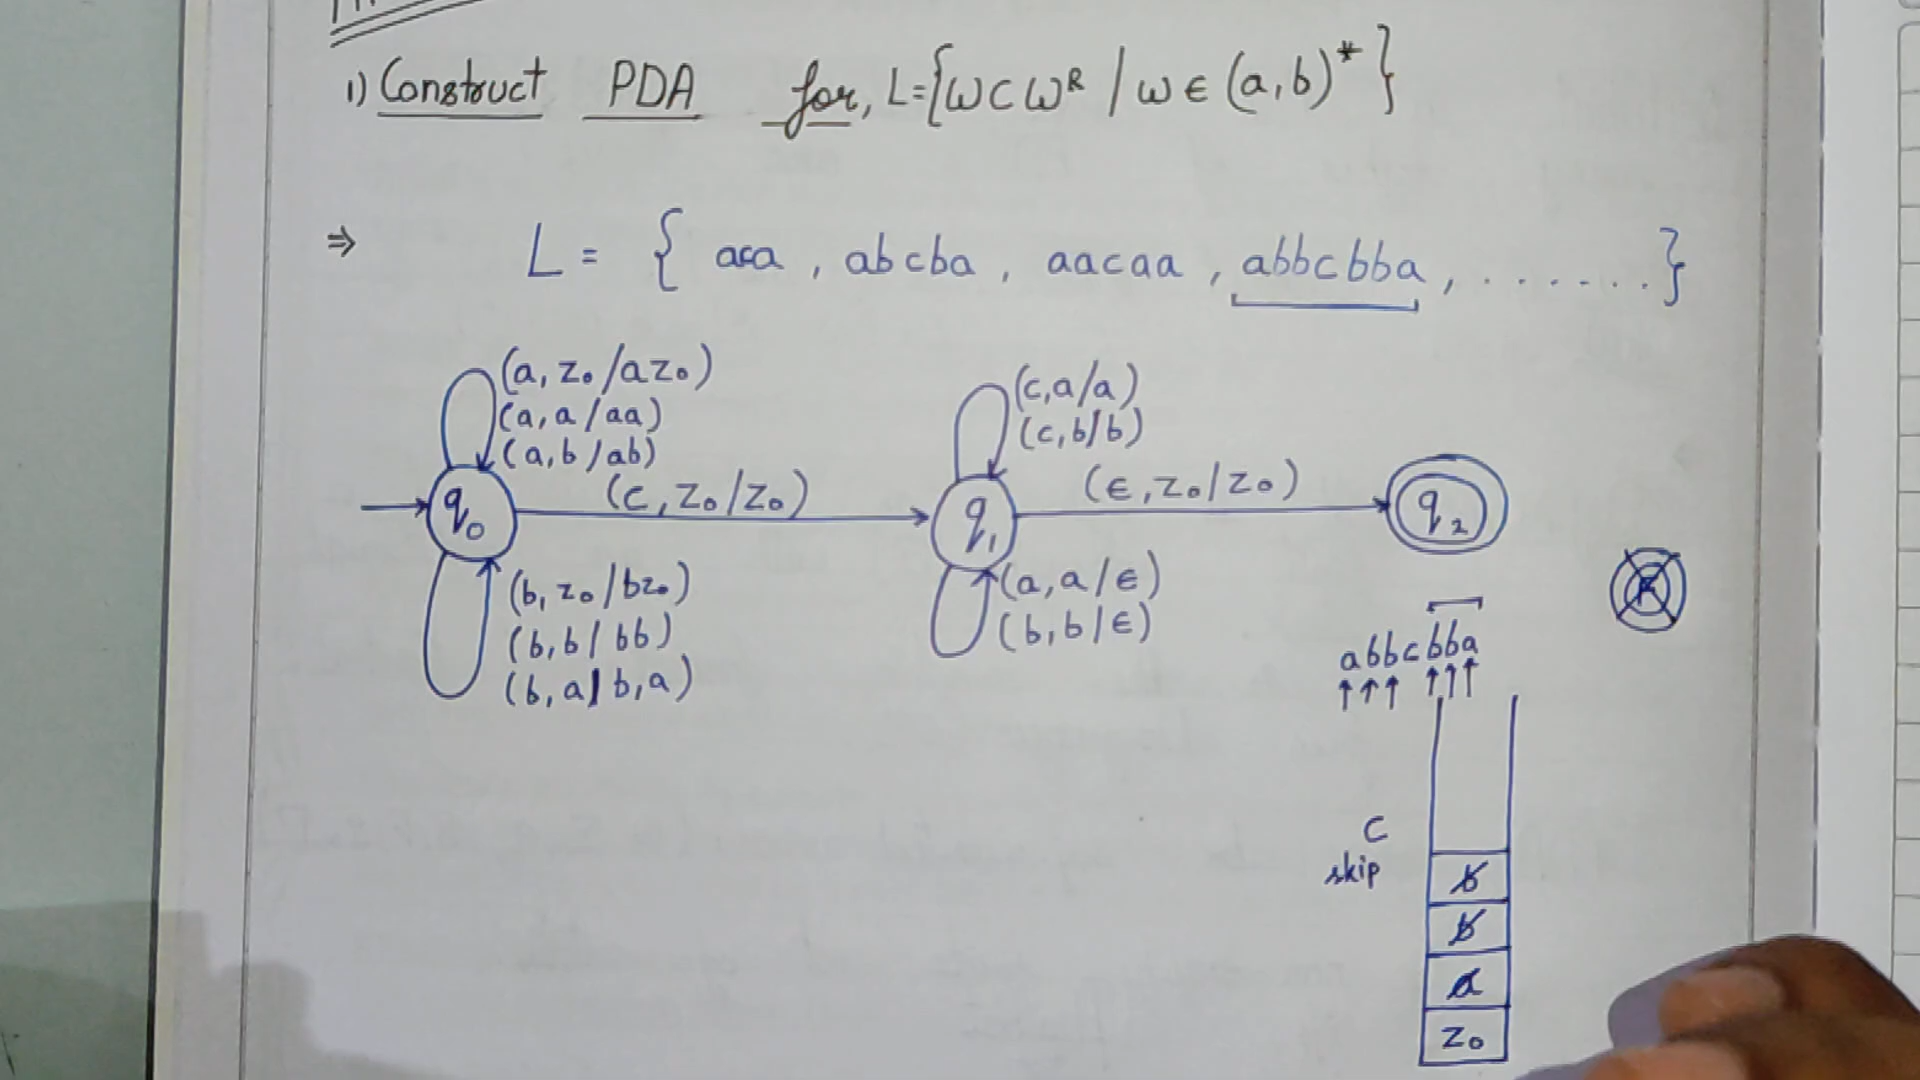 1) Construct PDA for, L={ωcωᴿ / ω ∈ (a,b)*}
⇒ L = { aca , abcba , aacaa , abbcbba , . . . . . . . }
(a, z₀/az₀)
(a, a/aa)
(a, b/ab)
(c, z₀/z₀)
q₀
(b, z₀/bz₀)
(b, b/bb)
(b, a/b,a)
(c, a/a)
(c, b/b)
(ϵ, z₀/z₀)
q₁
(a, a/ϵ)
(b, b/ϵ)
q₂
abbcbba
c
skip
b
b
a
z₀